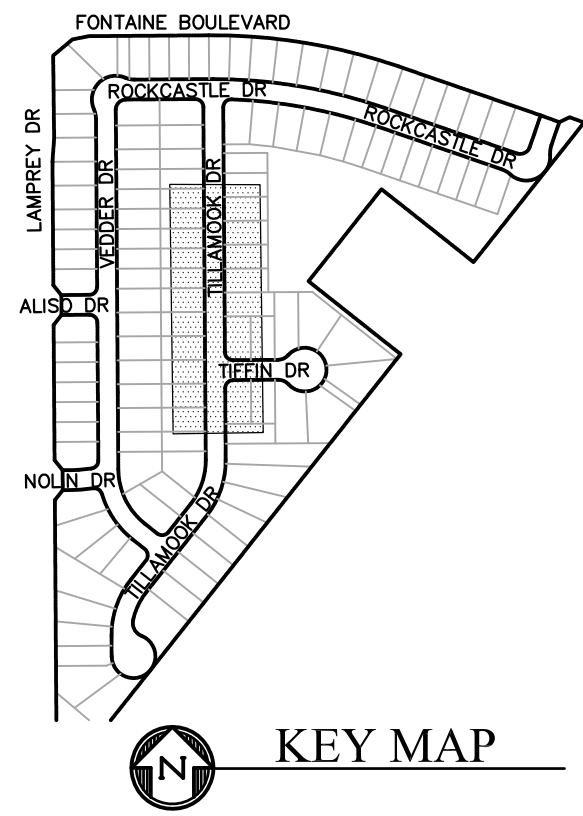 FONTAINE BOULEVARD
ROCKCASTLE DR
ROCKCASTLE DR
LAMPREY DR
VEDDER DR
TILLAMOOK DR
ALISO DR
TIFFIN DR
NOLIN DR
TILLAMOOK DR
N
KEY MAP